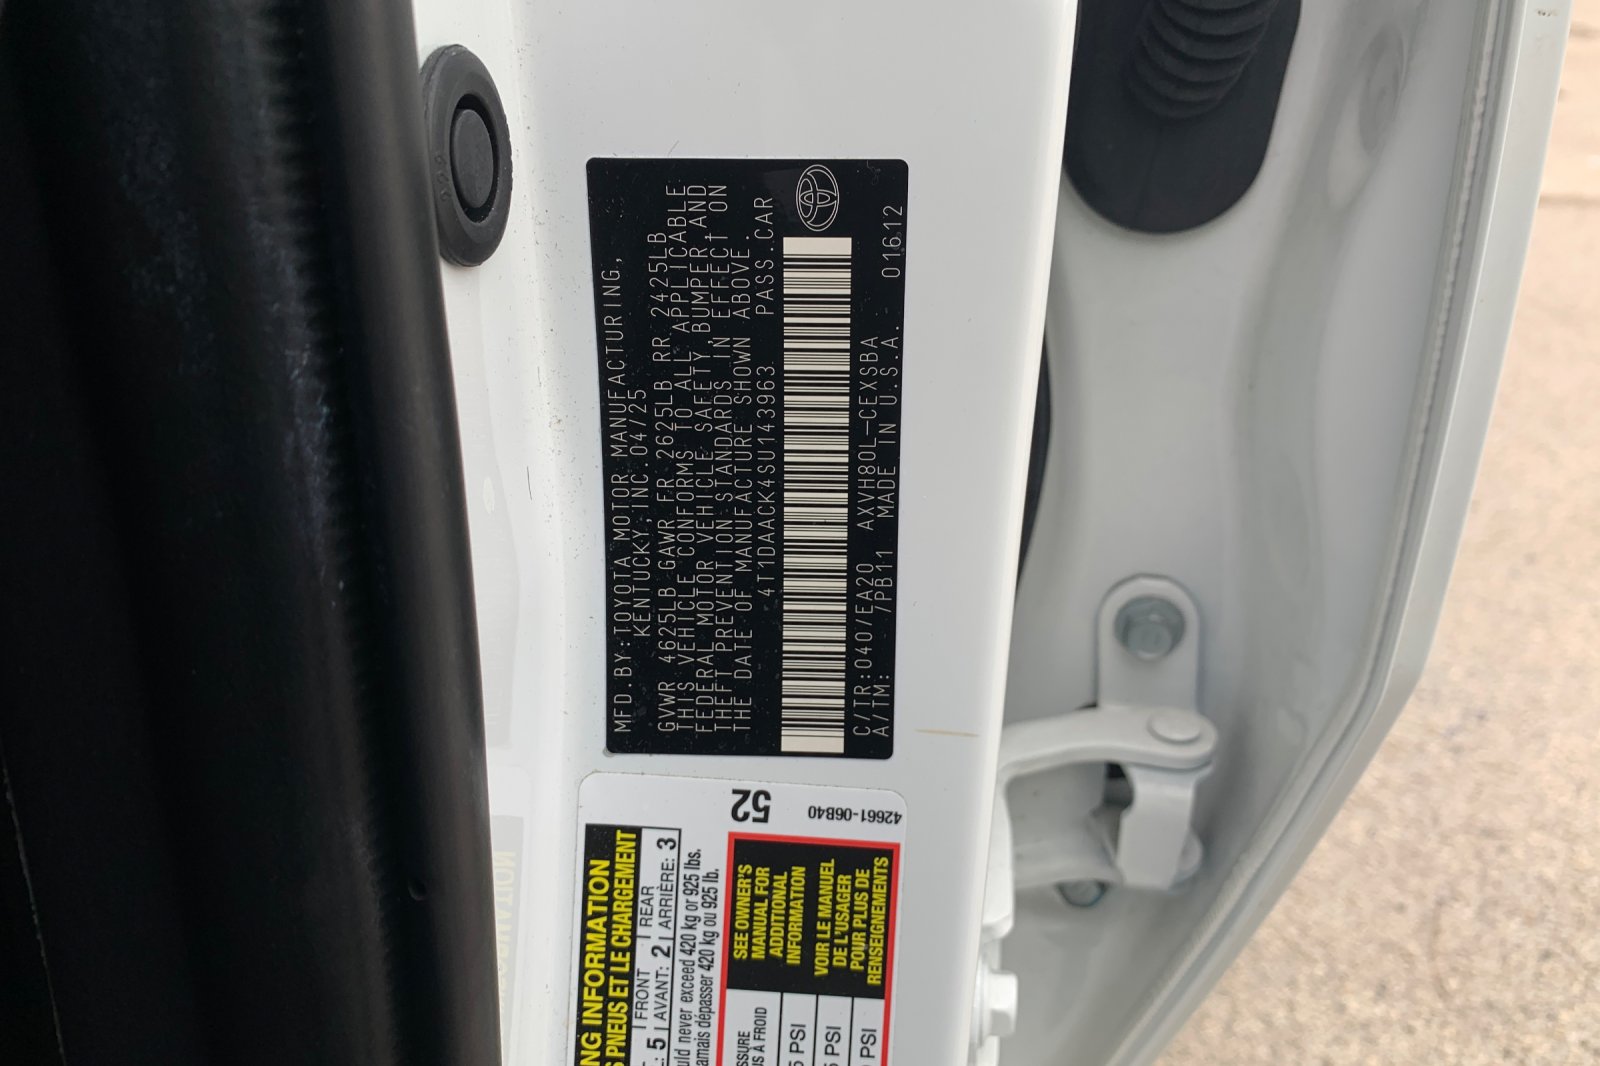 MFD.BY:TOYOTA MOTOR MANUFACTURING,
KENTUCKY,INC.04/25
GVWR 4625LB GAWR FR 2625LB RR 2425LB
THIS VEHICLE CONFORMS TO ALL APPLICABLE
FEDERAL MOTOR VEHICLE SAFETY,BUMPER,AND
THEFT PREVENTION STANDARDS IN EFFECT ON
THE DATE OF MANUFACTURE SHOWN ABOVE.
4T1DAACK4SU143963 PASS.CAR
C/TR:0407/EA20 AXVH80L-CEXSBA
A/TM: -/PB11 MADE IN U.S.A. 01612
52
42661-06B40
NG INFORMATION
PNEUS ET LE CHARGEMENT
5 FRONT AVANT: 2 REAR ARRIÈRE: 3
never exceed 420 kg or 925 lbs.
dépasser 420 kg ou 925 lb.
SEE OWNER'S
MANUAL FOR
ADDITIONAL
INFORMATION
VOIR LE MANUEL
DE L'USAGER
POUR PLUS DE
RENSEIGNEMENTS
À FROID
PSI
PSI
PSI